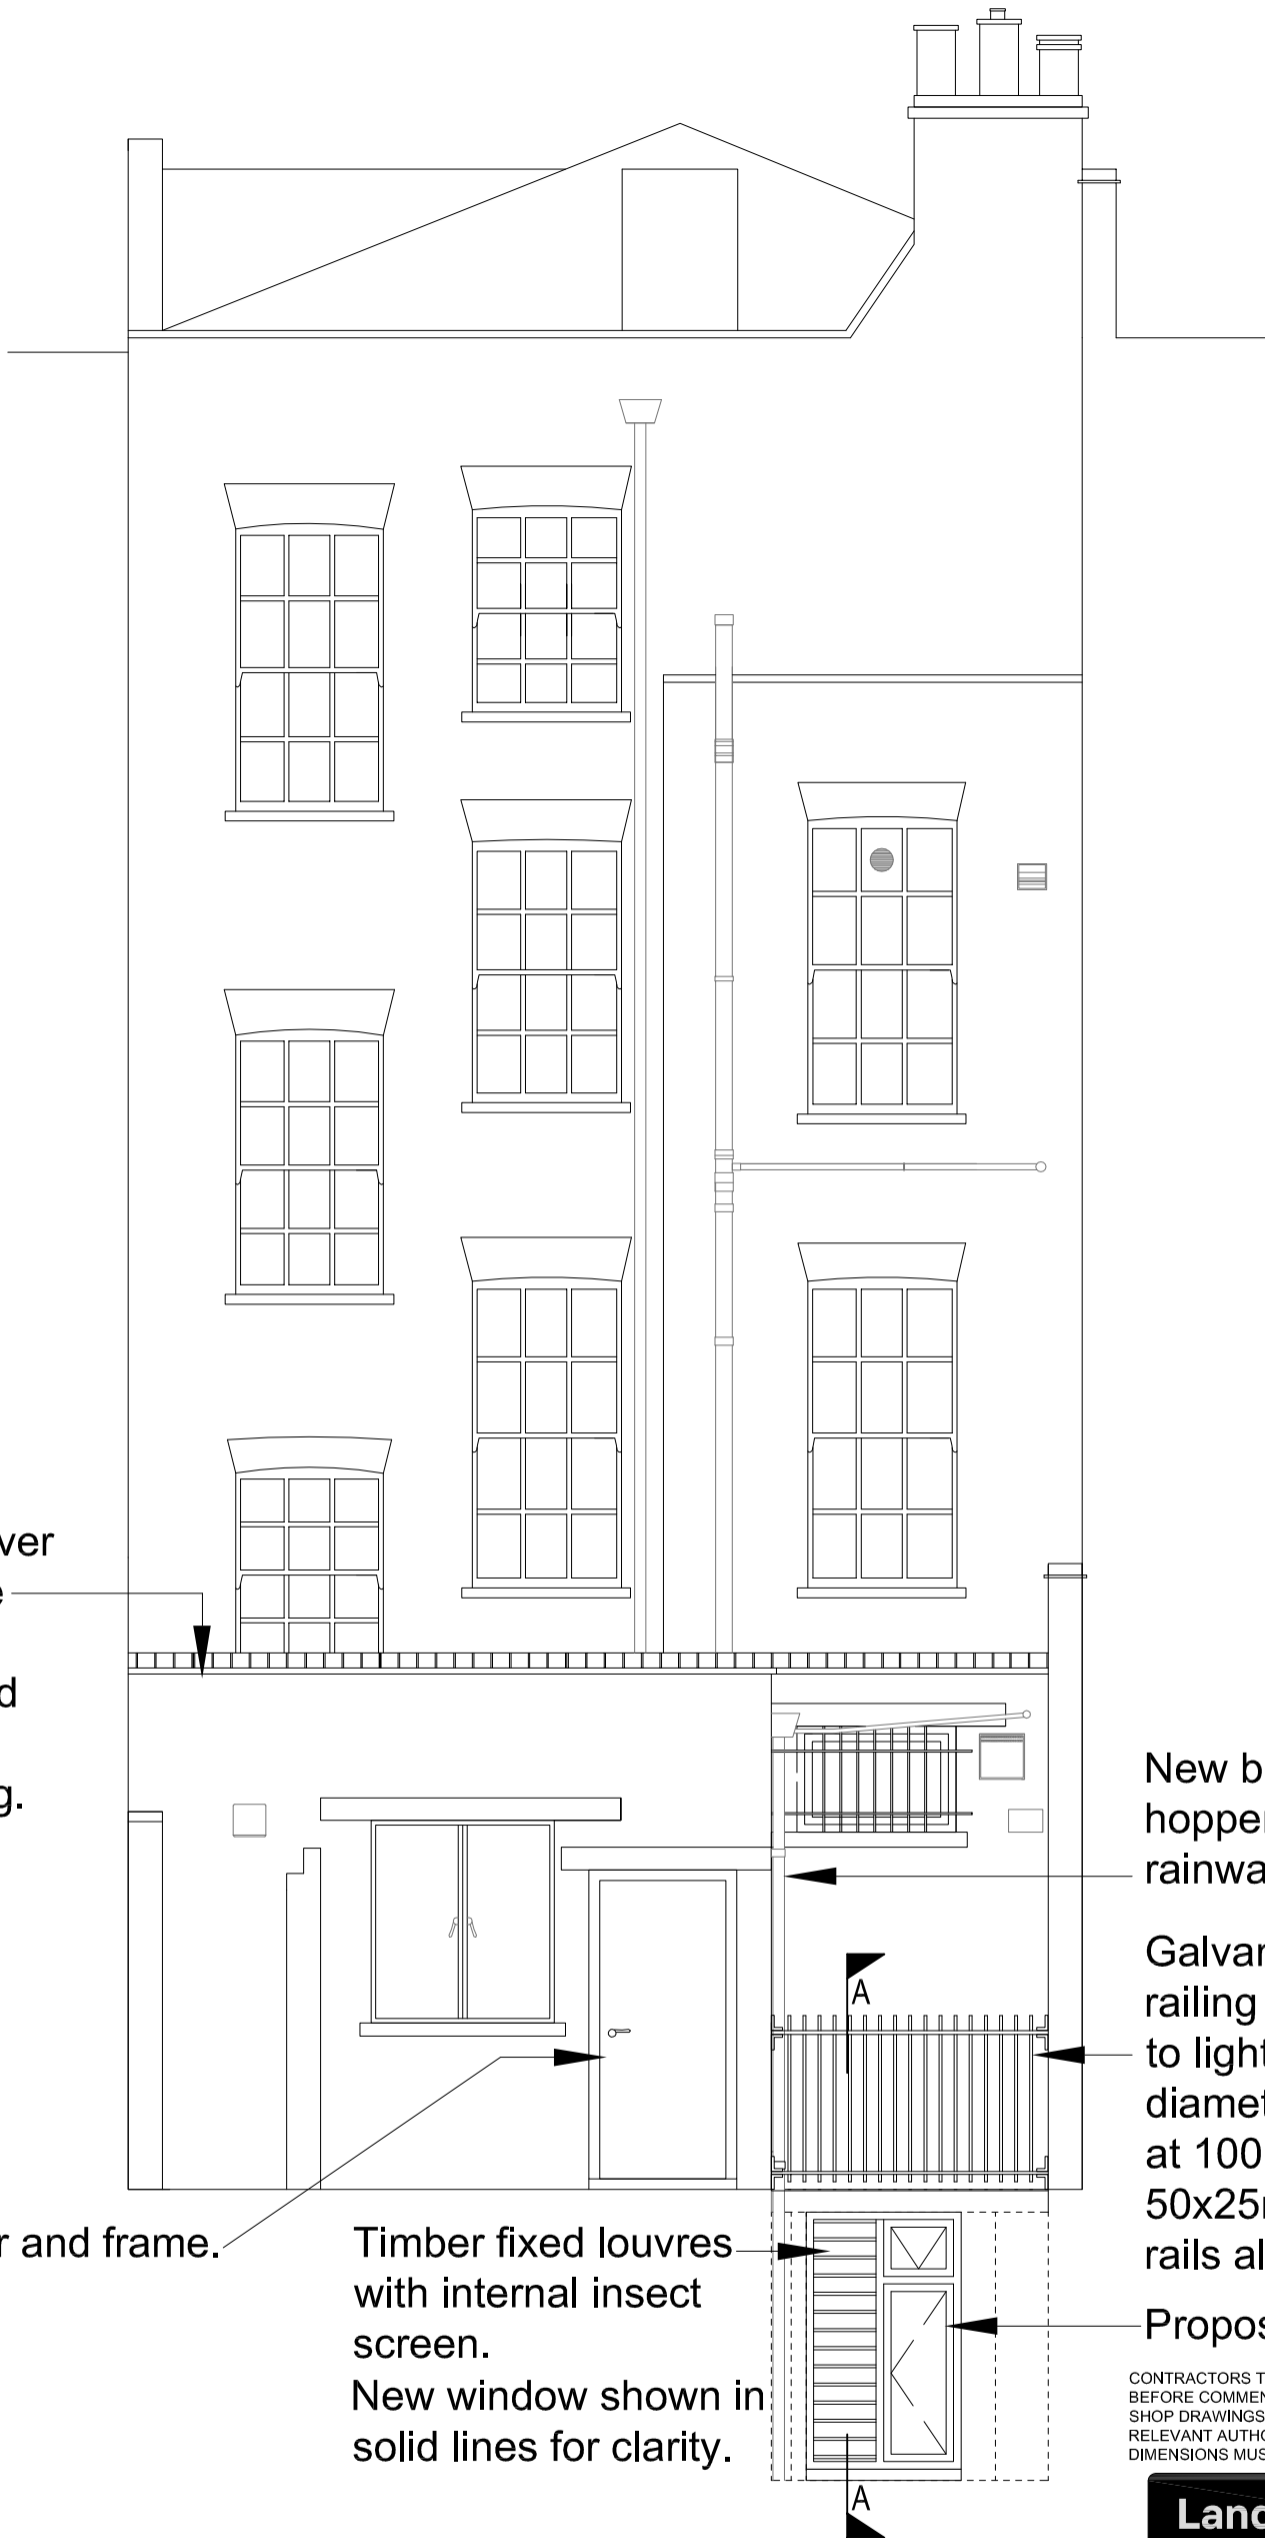 g.
r and frame.
Timber fixed louvres
with internal insect
screen.
New window shown in
solid lines for clarity.
A
A
New
hopper
rainwa
Galvan
railing
to light
diamet
at 100
50x25
rails al
Propos
CONTRACTORS T
BEFORE COMMEN
SHOP DRAWINGS
RELEVANT AUTHO
DIMENSIONS MUS
Land